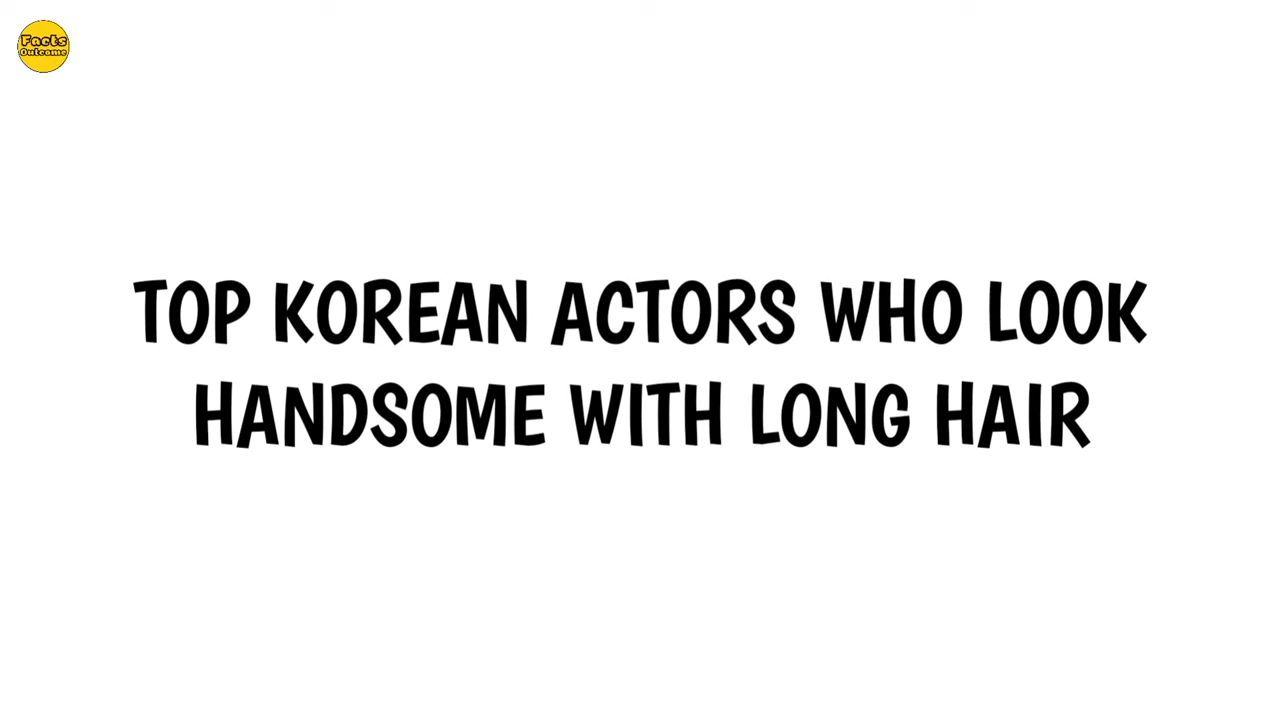 Facts
Outcome
TOP KOREAN ACTORS WHO LOOK
HANDSOME WITH LONG HAIR